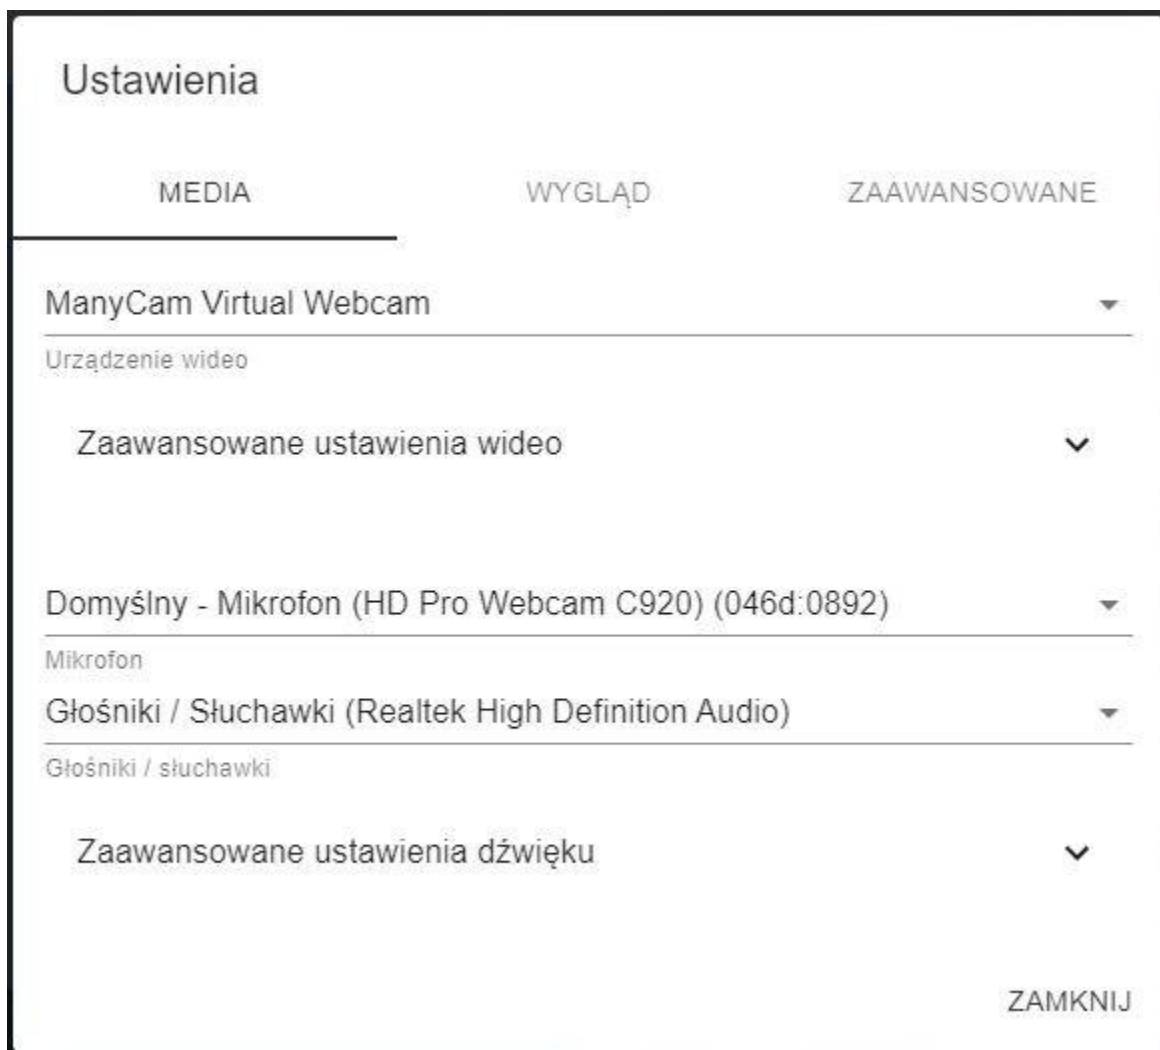 Ustawienia
MEDIA WYGLĄD ZAAWANSOWANE
ManyCam Virtual Webcam
Urządzenie wideo
Zaawansowane ustawienia wideo
Domyślny - Mikrofon (HD Pro Webcam C920) (046d:0892)
Mikrofon
Głośniki / Słuchawki (Realtek High Definition Audio)
Głośniki / słuchawki
Zaawansowane ustawienia dźwięku
ZAMKNIJ